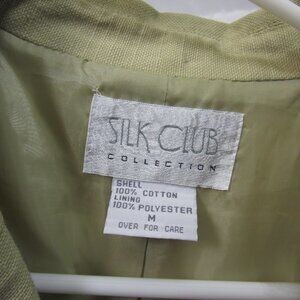 SILK CLUB
COLLECTION
SHELL
100% COTTON
LINING
100% POLYESTER
M
OVER FOR CARE